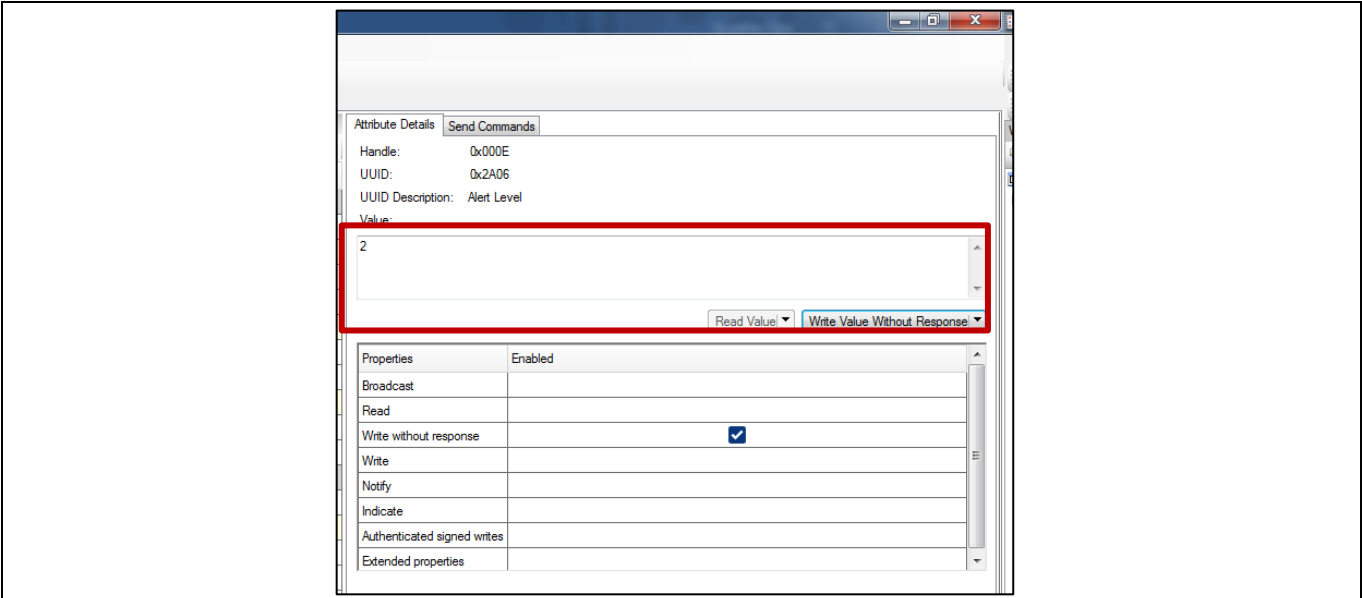 Attribute Details Send Commands
Handle: 0x000E
UUID: 0x2A06
UUID Description: Alert Level
Value:
2
Read Value Write Value Without Response
Properties Enabled
Broadcast
Read
Write without response
Write
Notify
Indicate
Authenticated signed writes
Extended properties